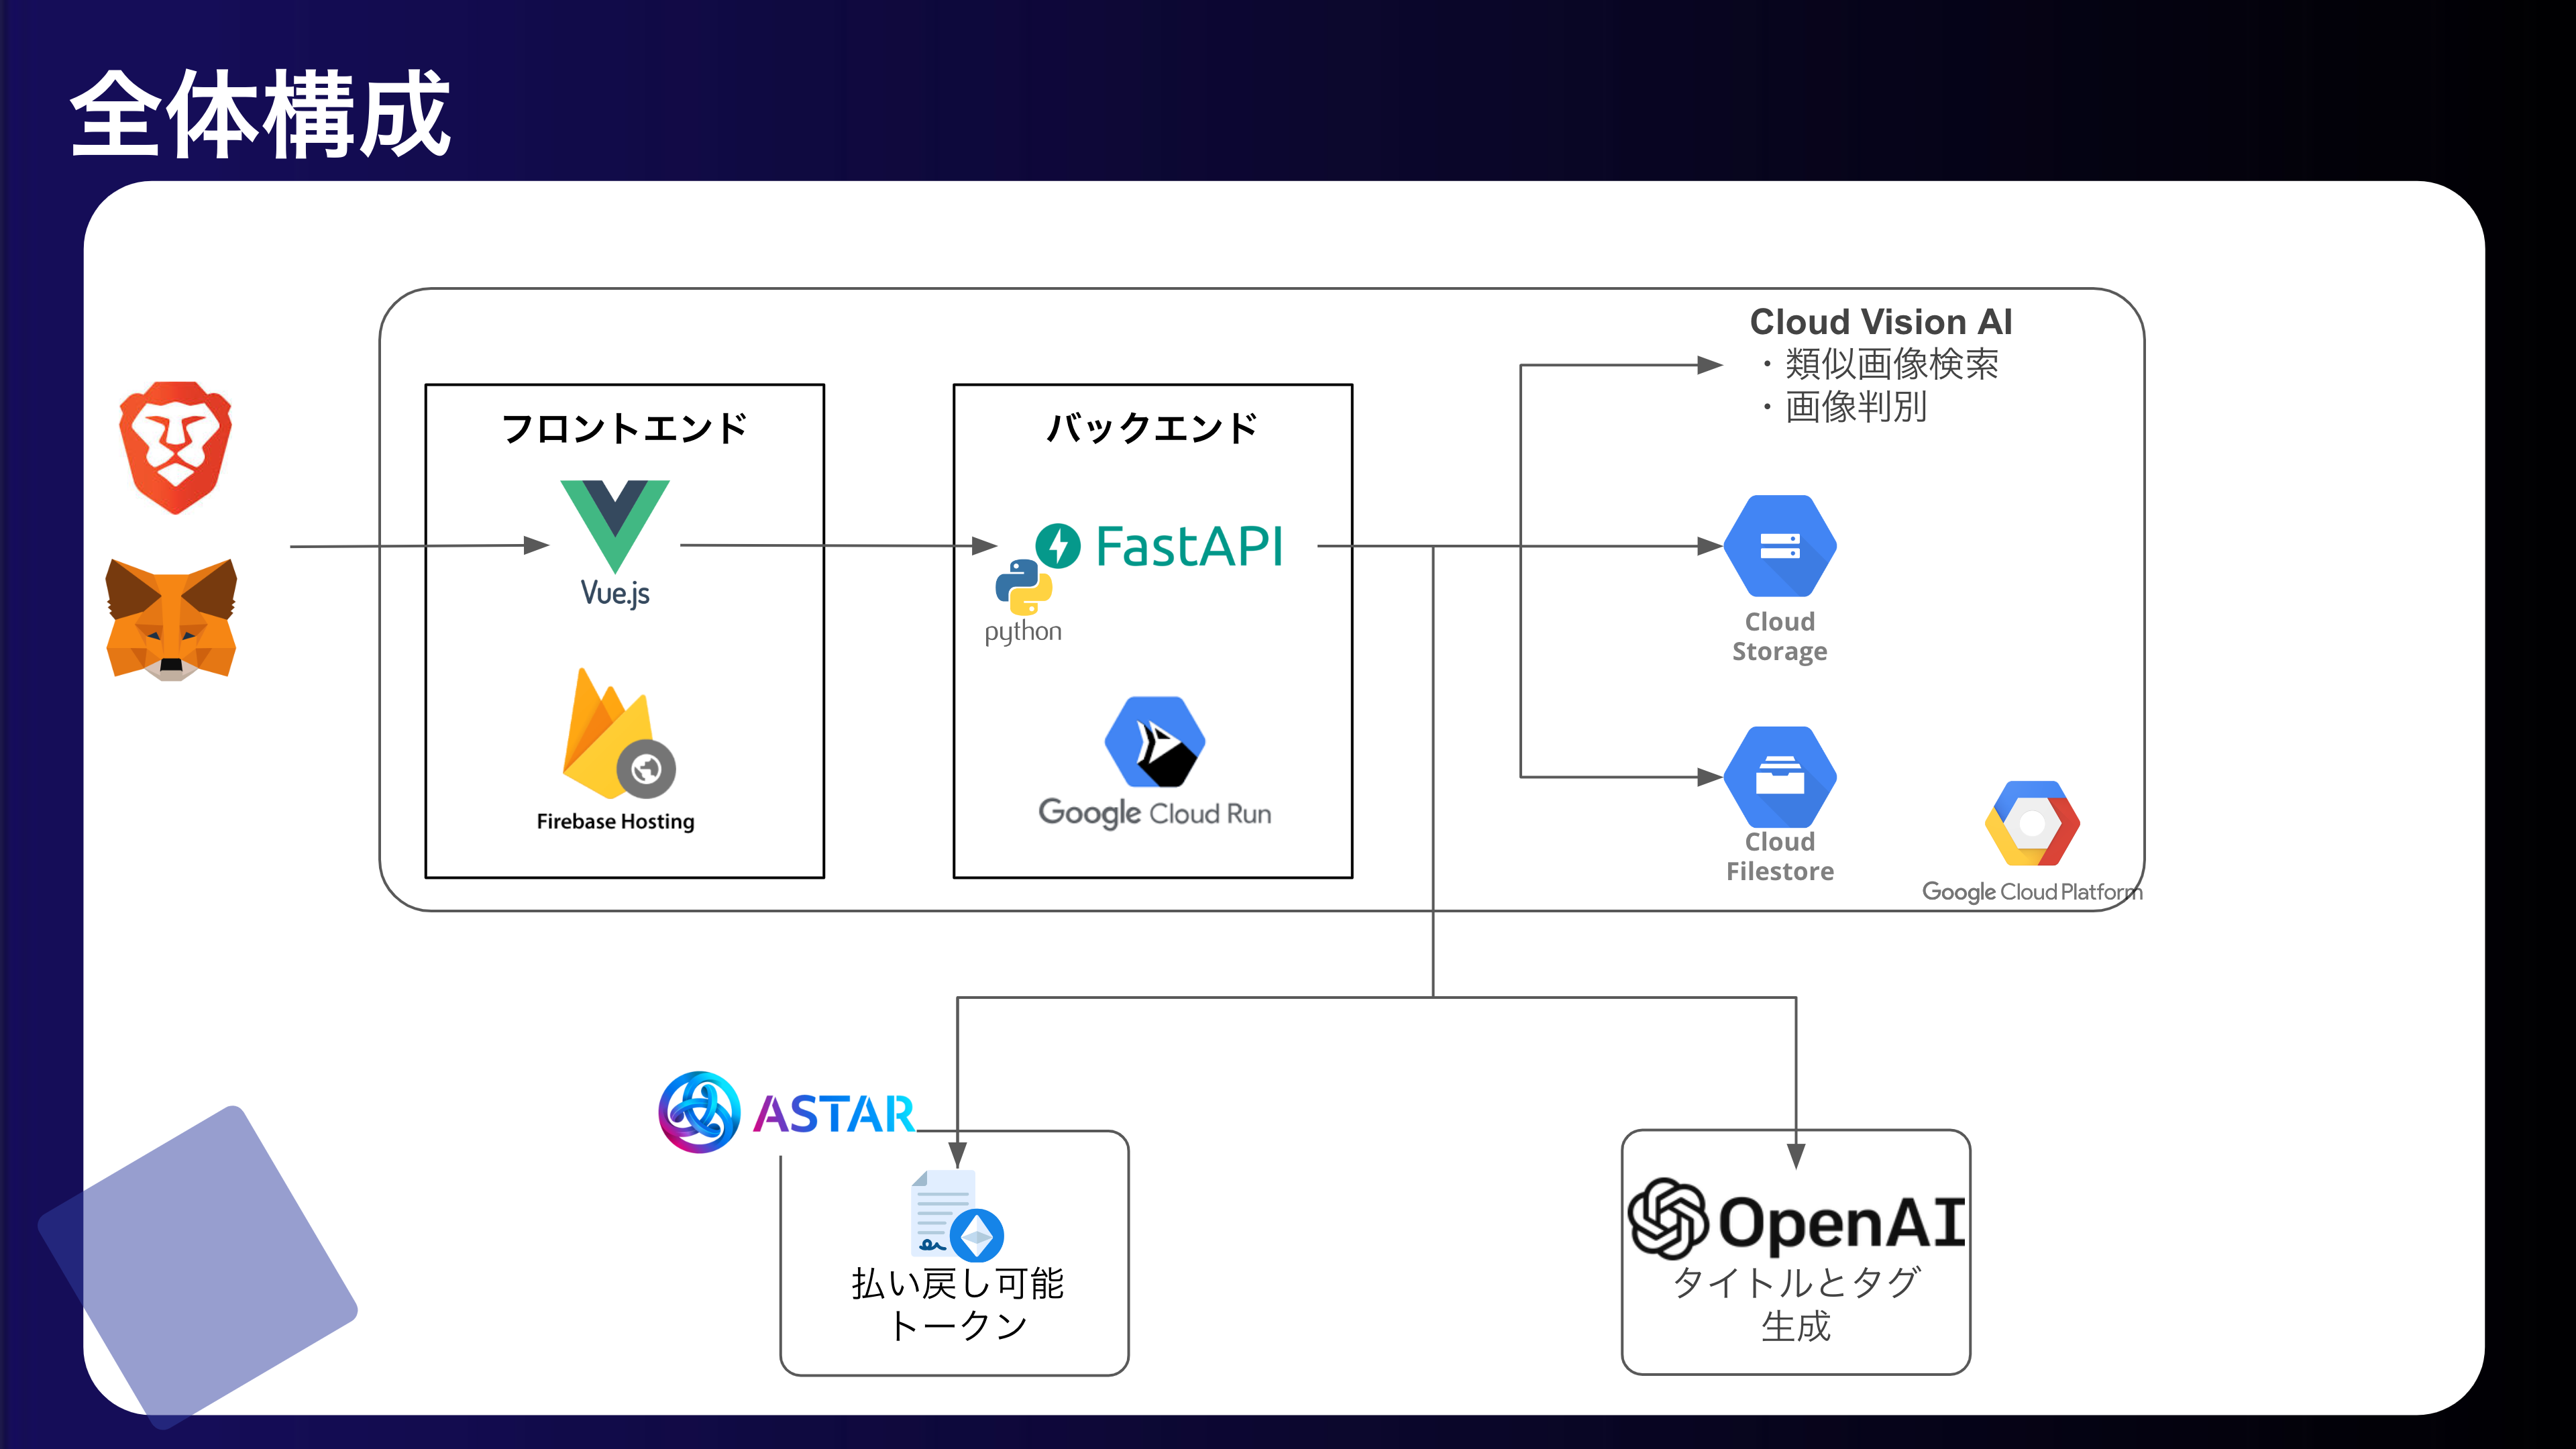 全体構成
Cloud Vision AI
・類似画像検索
・画像判別
フロントエンド
バックエンド
Vue.js
FastAPI
python
Cloud
Storage
Firebase Hosting
Google Cloud Run
Cloud
Filestore
Google Cloud Platform
ASTAR
払い戻し可能
トークン
OpenAI
タイトルとタグ
生成